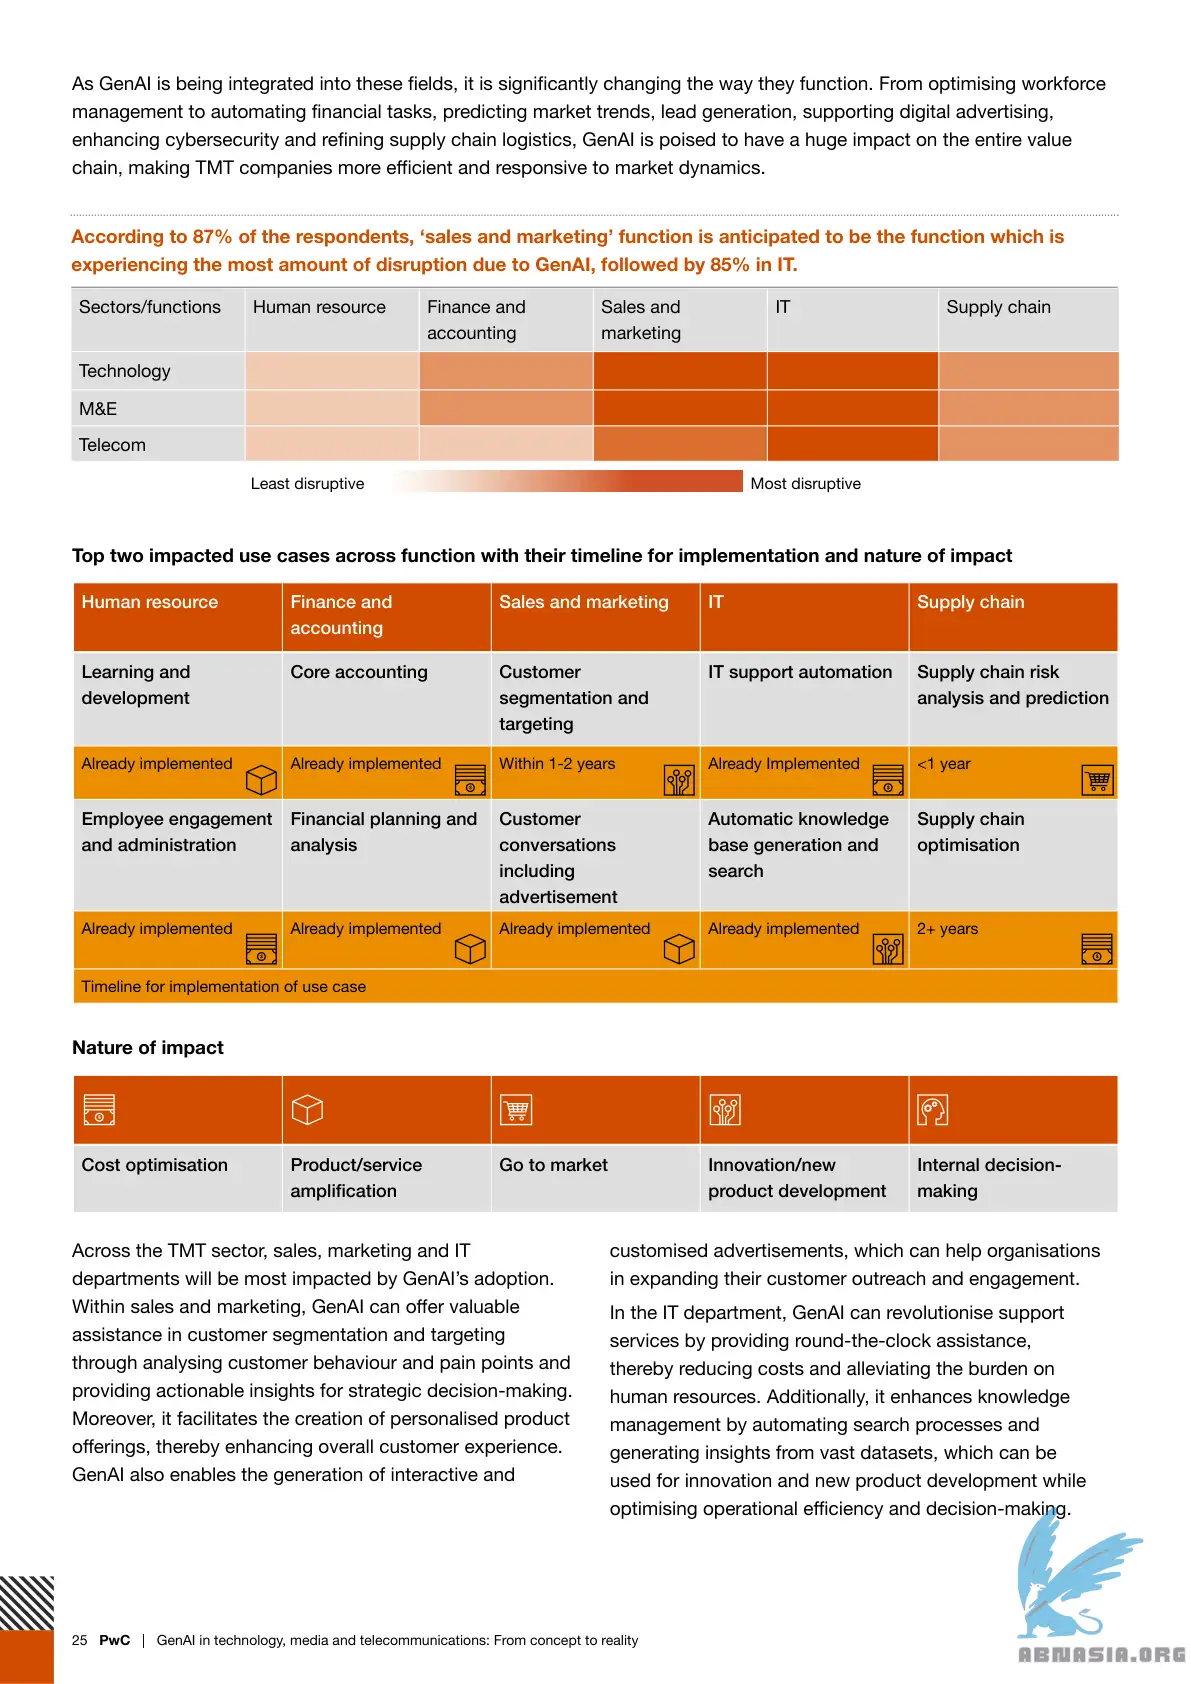 As GenAI is being integrated into these fields, it is significantly changing the way they function. From optimising workforce
management to automating financial tasks, predicting market trends, lead generation, supporting digital advertising,
enhancing cybersecurity and refining supply chain logistics, GenAI is poised to have a huge impact on the entire value
chain, making TMT companies more efficient and responsive to market dynamics.
According to 87% of the respondents, ‘sales and marketing’ function is anticipated to be the function which is
experiencing the most amount of disruption due to GenAI, followed by 85% in IT.
Sectors/functions Human resource Finance and accounting Sales and marketing IT Supply chain
Technology
M&E
Telecom
Least disruptive Most disruptive
Top two impacted use cases across function with their timeline for implementation and nature of impact
Human resource Finance and accounting Sales and marketing IT Supply chain
Learning and development Core accounting Customer segmentation and targeting IT support automation Supply chain risk analysis and prediction
Already implemented Already implemented Within 1-2 years Already Implemented <1 year
Employee engagement and administration Financial planning and analysis Customer conversations including advertisement Automatic knowledge base generation and search Supply chain optimisation
Already implemented Already implemented Already implemented Already implemented 2+ years
Timeline for implementation of use case
Nature of impact
Cost optimisation Product/service amplification Go to market Innovation/new product development Internal decision-making
Across the TMT sector, sales, marketing and IT
departments will be most impacted by GenAI’s adoption.
Within sales and marketing, GenAI can offer valuable
assistance in customer segmentation and targeting
through analysing customer behaviour and pain points and
providing actionable insights for strategic decision-making.
Moreover, it facilitates the creation of personalised product
offerings, thereby enhancing overall customer experience.
GenAI also enables the generation of interactive and
customised advertisements, which can help organisations
in expanding their customer outreach and engagement.
In the IT department, GenAI can revolutionise support
services by providing round-the-clock assistance,
thereby reducing costs and alleviating the burden on
human resources. Additionally, it enhances knowledge
management by automating search processes and
generating insights from vast datasets, which can be
used for innovation and new product development while
optimising operational efficiency and decision-making.
25 PwC | GenAI in technology, media and telecommunications: From concept to reality
ABNASIA.ORG